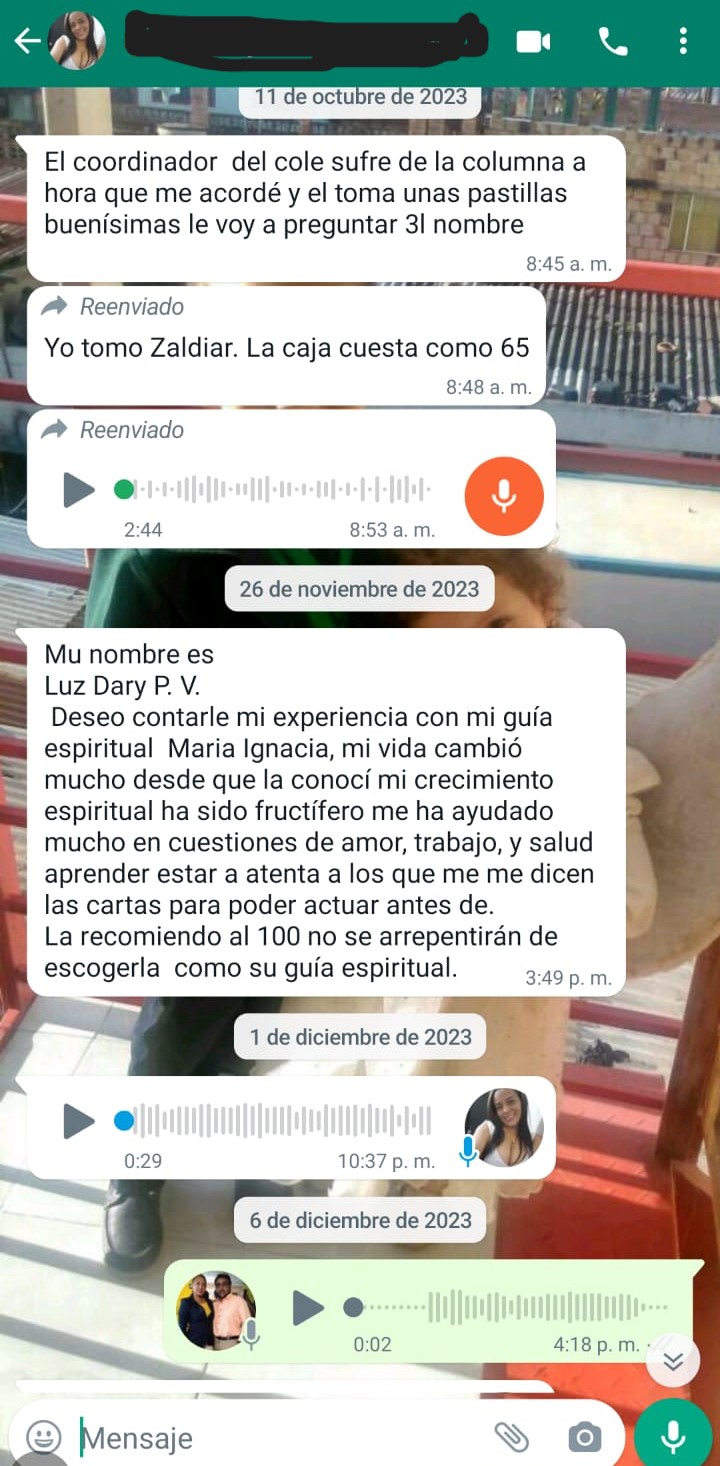 11 de octubre de 2023
El coordinador  del cole sufre de la columna a
hora que me acordé y el toma unas pastillas
buenísimas le voy a preguntar 3l nombre
8:45 a. m.
Reenviado
Yo tomo Zaldiar. La caja cuesta como 65
8:48 a. m.
Reenviado
2:44
8:53 a. m.
26 de noviembre de 2023
Mu nombre es
Luz Dary P. V.
Deseo contarle mi experiencia con mi guía
espiritual  Maria Ignacia, mi vida cambió
mucho desde que la conocí mi crecimiento
espiritual ha sido fructífero me ha ayudado
mucho en cuestiones de amor, trabajo, y salud
aprender estar a atenta a los que me me dicen
las cartas para poder actuar antes de.
La recomiendo al 100 no se arrepentirán de
escogerla  como su guía espiritual.
3:49 p. m.
1 de diciembre de 2023
0:29
10:37 p. m.
6 de diciembre de 2023
0:02
4:18 p. m.
Mensaje